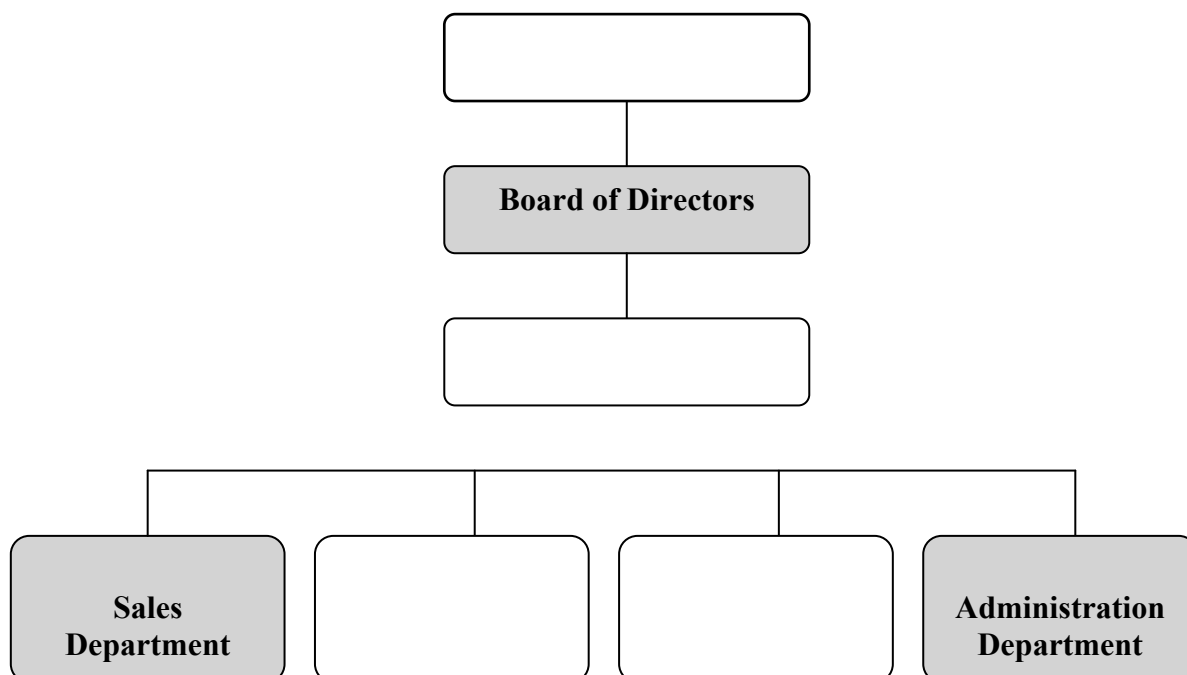 Board of Directors
Sales
Department
Administration
Department